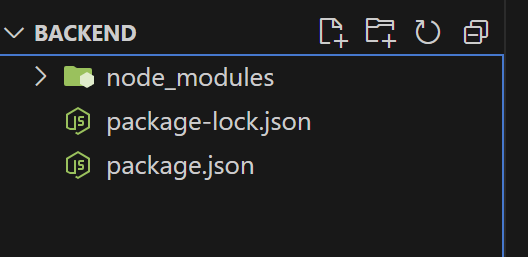 BACKEND
node_modules
package-lock.json
package.json